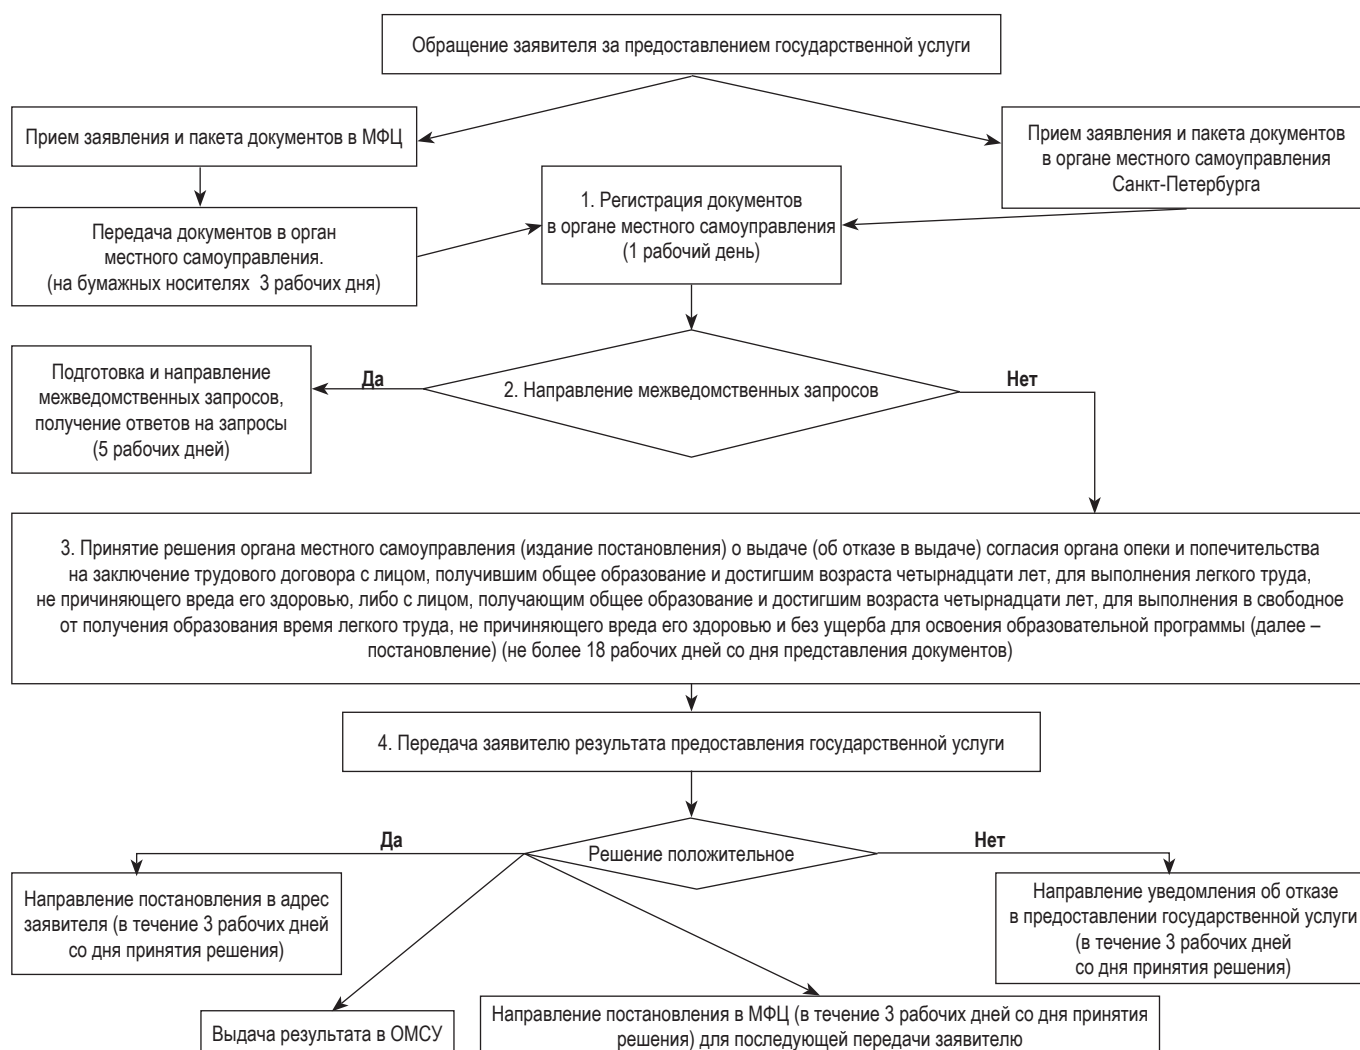 Обращение заявителя за предоставлением государственной услуги
Прием заявления и пакета документов в МФЦ
Прием заявления и пакета документов
в органе местного самоуправления
Санкт-Петербурга
Передача документов в орган
местного самоуправления.
(на бумажных носителях 3 рабочих дня)
1. Регистрация документов
в органе местного самоуправления
(1 рабочий день)
Подготовка и направление
межведомственных запросов,
получение ответов на запросы
(5 рабочих дней)
Да
2. Направление межведомственных запросов
Нет
3. Принятие решения органа местного самоуправления (издание постановления) о выдаче (об отказе в выдаче) согласия органа опеки и попечительства
на заключение трудового договора с лицом, получившим общее образование и достигшим возраста четырнадцати лет, для выполнения легкого труда,
не причиняющего вреда его здоровью, либо с лицом, получающим общее образование и достигшим возраста четырнадцати лет, для выполнения в свободное
от получения образования время легкого труда, не причиняющего вреда его здоровью и без ущерба для освоения образовательной программы (далее –
постановление) (не более 18 рабочих дней со дня представления документов)
4. Передача заявителю результата предоставления государственной услуги
Да
Решение положительное
Нет
Направление постановления в адрес
заявителя (в течение 3 рабочих дней
со дня принятия решения)
Направление уведомления об отказе
в предоставлении государственной услуги
(в течение 3 рабочих дней
со дня принятия решения)
Выдача результата в ОМСУ
Направление постановления в МФЦ (в течение 3 рабочих дней со дня принятия
решения) для последующей передачи заявителю